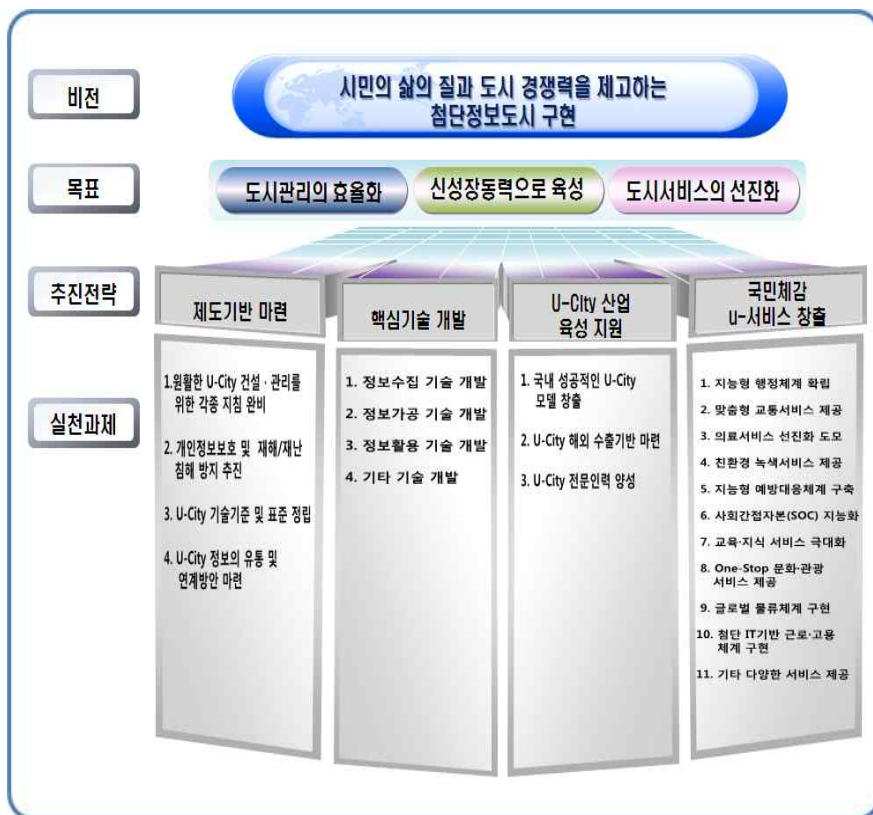 비전
시민의 삶의 질과 도시 경쟁력을 제고하는
첨단정보도시 구현
목표
도시관리의 효율화
신성장동력으로 육성
도시서비스의 선진화
추진전략
제도기반 마련
핵심기술 개발
U-City 산업
육성 지원
국민체감
u-서비스 창출
실천과제
1.원활한 U-City 건설·관리를
위한 각종 지침 완비
2. 개인정보보호 및 재해/재난
침해 방지 추진
3. U-City 기술기준 및 표준 정립
4. U-City 정보의 유통 및
연계방안 마련
1. 정보수집 기술 개발
2. 정보가공 기술 개발
3. 정보활용 기술 개발
4. 기타 기술 개발
1. 국내 성공적인 U-City
모델 창출
2. U-City 해외 수출기반 마련
3. U-City 전문인력 양성
1. 지능형 행정체계 확립
2. 맞춤형 교통서비스 제공
3. 의료서비스 선진화 도모
4. 친환경 녹색서비스 제공
5. 지능형 예방대응체계 구축
6. 사회간접자본(SOC) 지능화
7. 교육·지식 서비스 극대화
8. One-Stop 문화·관광
서비스 제공
9. 글로벌 물류체계 구현
10. 첨단 IT기반 근로·고용
체계 구현
11. 기타 다양한 서비스 제공